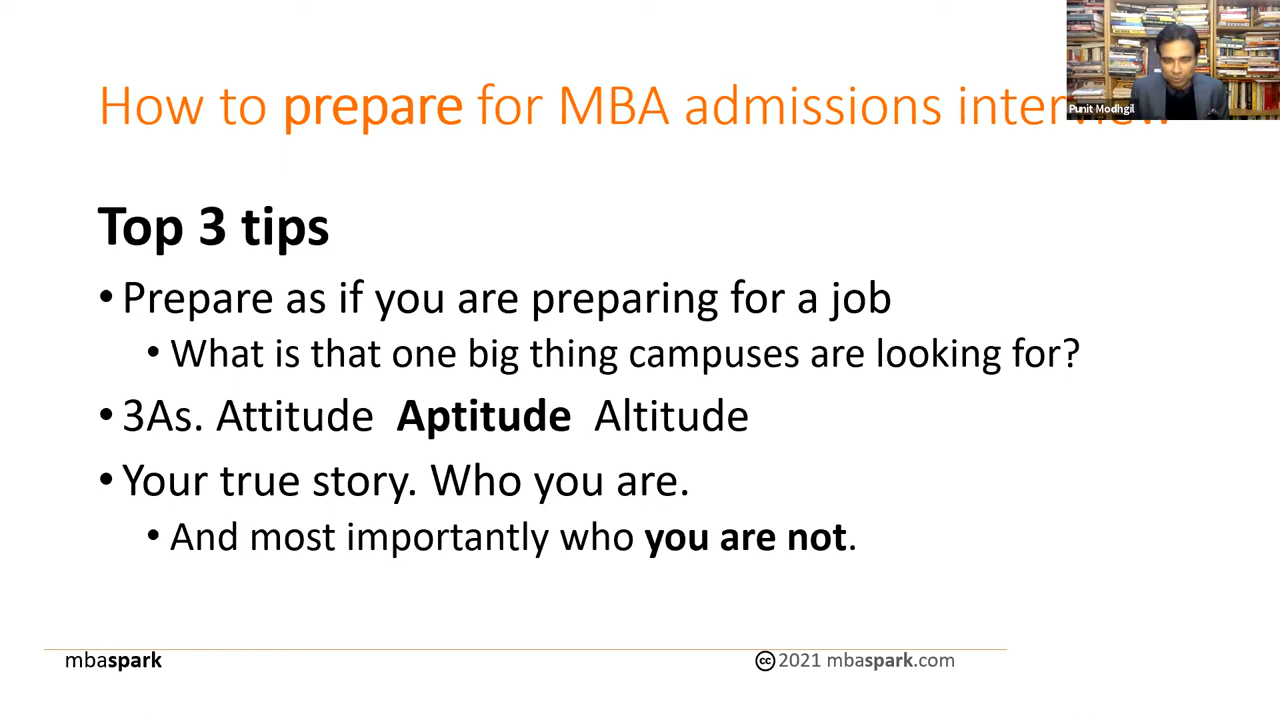 How to prepare for MBA admissions interview
Punit Modhgil
Top 3 tips
• Prepare as if you are preparing for a job
• What is that one big thing campuses are looking for?
• 3As. Attitude Aptitude Altitude
• Your true story. Who you are.
• And most importantly who you are not.
mbaspark
cc 2021 mbaspark.com